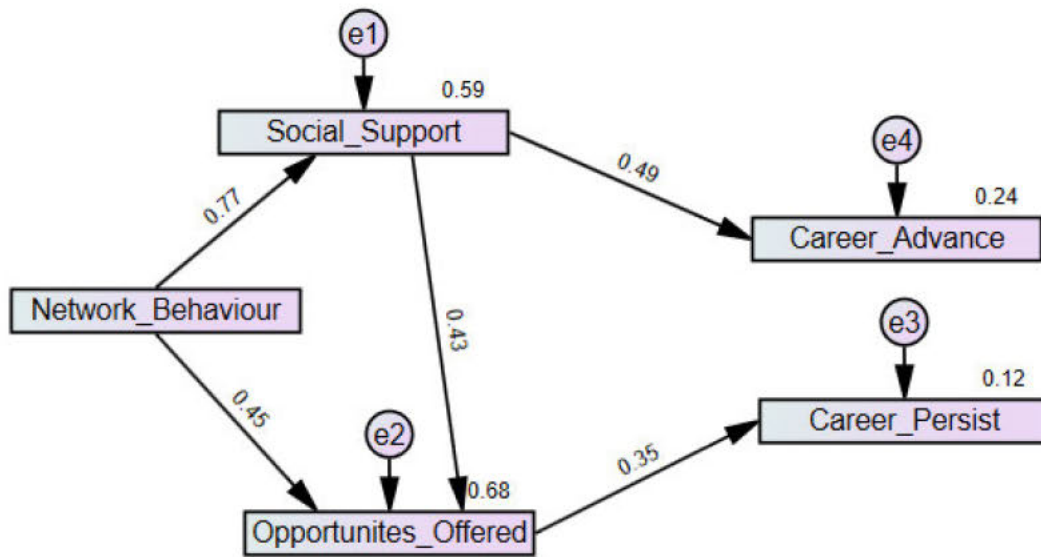 e1
0.59
Social_Support
e4
0.49
0.24
Career_Advance
0.77
Network_Behaviour
e3
0.43
0.12
Career_Persist
0.45
e2
0.35
0.68
Opportunites_Offered